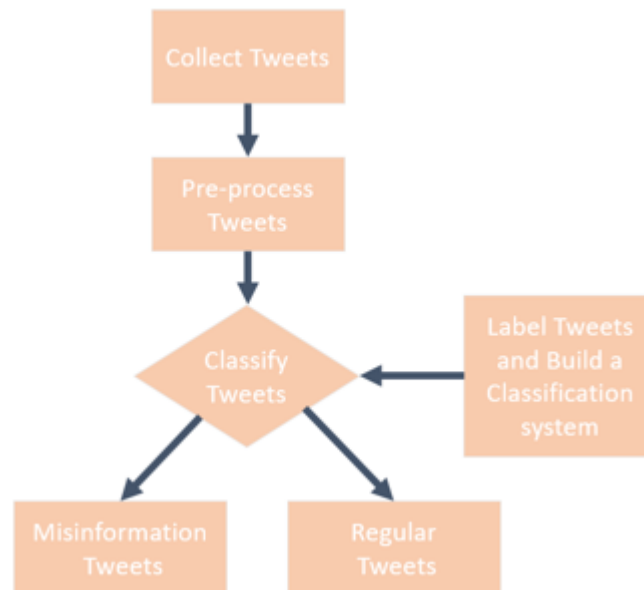 Collect Tweets
Pre-process
Tweets
Classify
Tweets
Label Tweets
and Build a
Classification
system
Misinformation
Tweets
Regular
Tweets